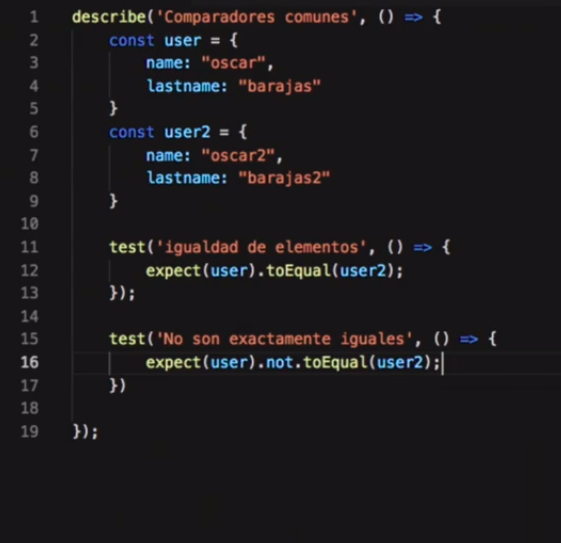 1 describe('Comparadores comunes', () => {
2 const user = {
3 name: "oscar",
4 lastname: "barajas"
5 }
6 const user2 = {
7 name: "oscar2",
8 lastname: "barajas2"
9 }
10
11 test('igualdad de elementos', () => {
12 expect(user).toEqual(user2);
13 });
14
15 test('No son exactamente iguales', () => {
16 expect(user).not.toEqual(user2);
17 })
18
19 });